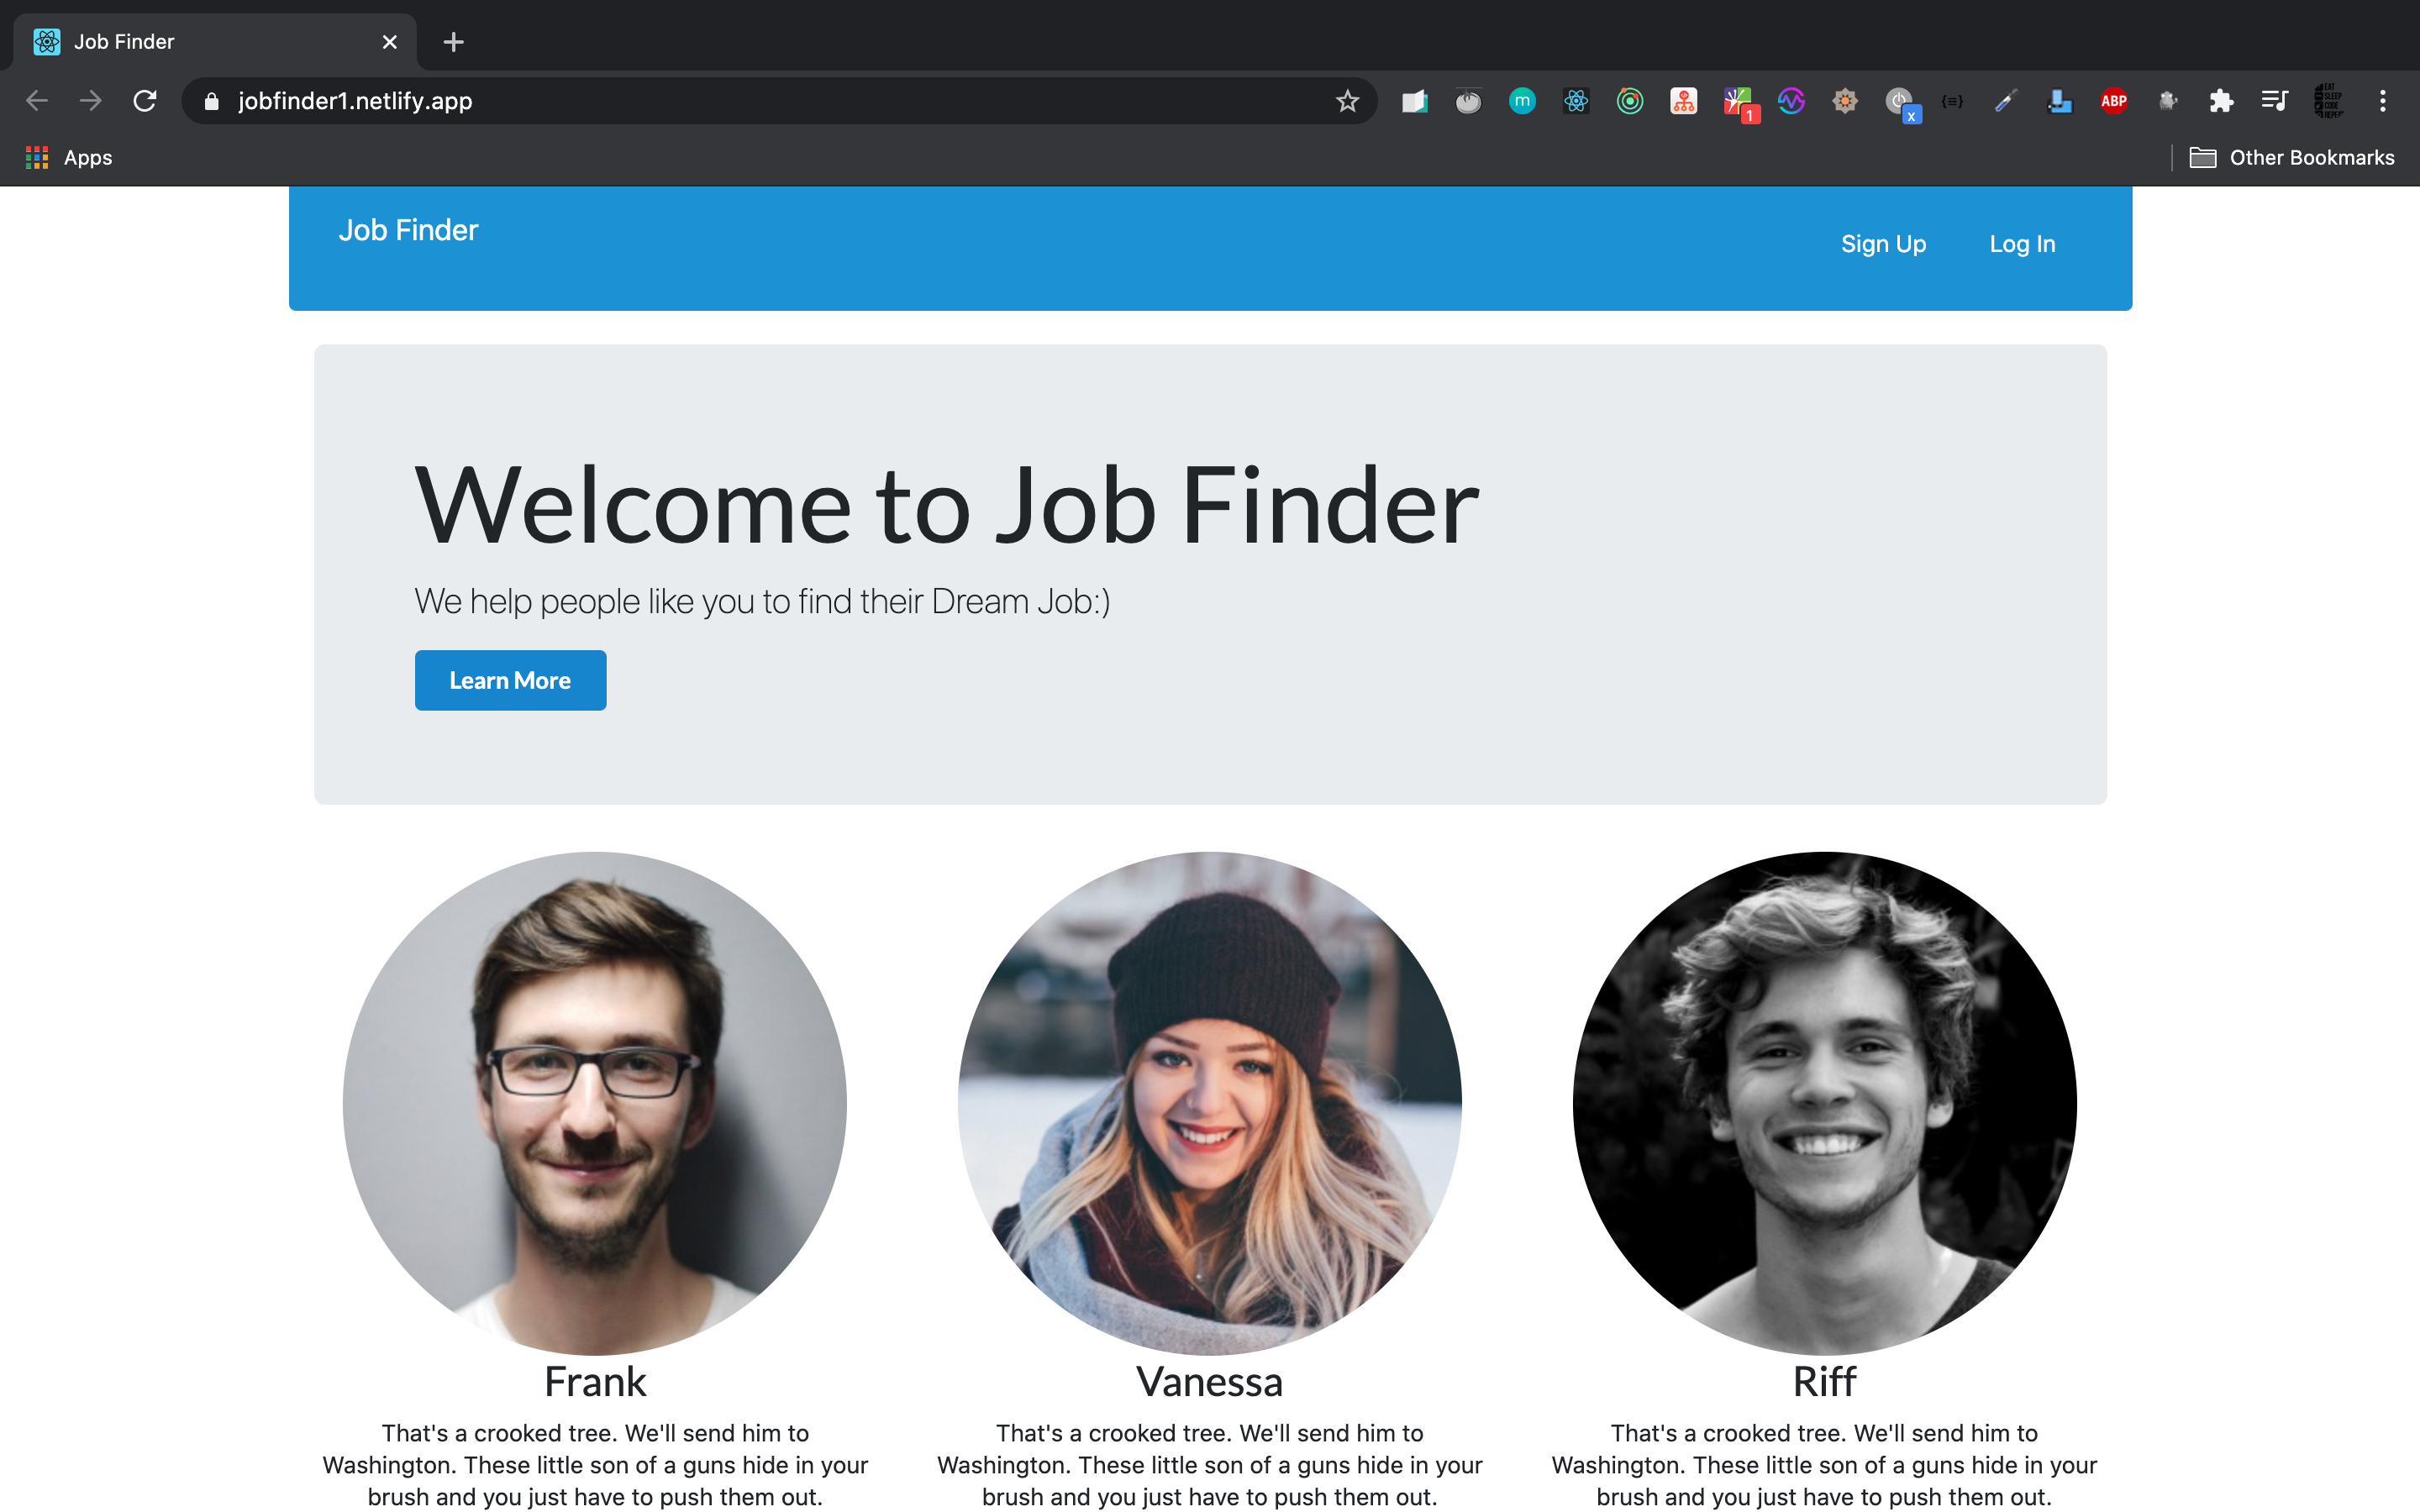 Job Finder
jobfinder1.netlify.app
m
1
x
{≡}
ABP
EAT
SLEEP
CODE
REPEAT
Apps
Other Bookmarks
Job Finder
Sign Up
Log In
Welcome to Job Finder
We help people like you to find their Dream Job:)
Learn More
Frank
That's a crooked tree. We'll send him to
Washington. These little son of a guns hide in your
brush and you just have to push them out.
Vanessa
That's a crooked tree. We'll send him to
Washington. These little son of a guns hide in your
brush and you just have to push them out.
Riff
That's a crooked tree. We'll send him to
Washington. These little son of a guns hide in your
brush and you just have to push them out.